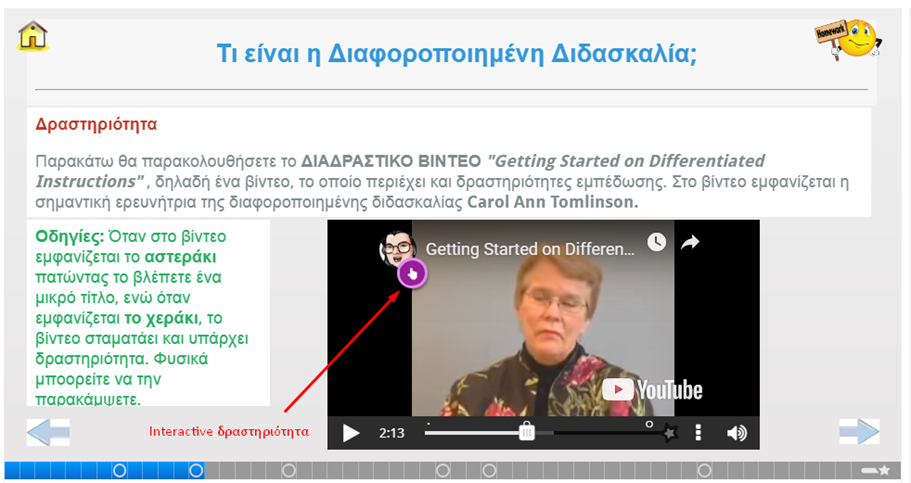 Homework
Τι είναι η Διαφοροποιημένη Διδασκαλία;
Δραστηριότητα
Παρακάτω θα παρακολουθήσετε το ΔΙΑΔΡΑΣΤΙΚΟ ΒΙΝΤΕΟ "Getting Started on Differentiated
Instructions" , δηλαδή ένα βίντεο, το οποίο περιέχει και δραστηριότητες εμπέδωσης. Στο βίντεο εμφανίζεται η
σημαντική ερευνήτρια της διαφοροποιημένης διδασκαλίας Carol Ann Tomlinson.
Οδηγίες: Όταν στο βίντεο
εμφανίζεται το αστεράκι
πατώντας το βλέπετε ένα
μικρό τίτλο, ενώ όταν
εμφανίζεται το χεράκι, το
βίντεο σταματάει και υπάρχει
δραστηριότητα. Φυσικά
μποορείτε να την
παρακάμψετε.
Getting Started on Differen...
YouTube
2:13
Interactive δραστηριότητα